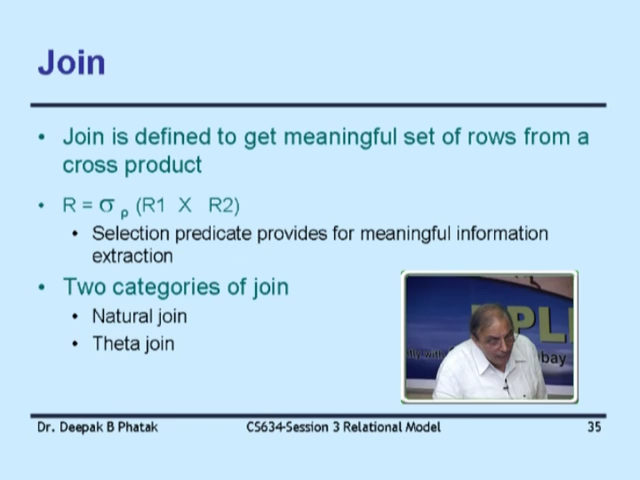 Join
• Join is defined to get meaningful set of rows from a
cross product
• R = σ ρ (R1 X R2)
• Selection predicate provides for meaningful information
extraction
• Two categories of join
• Natural join
• Theta join
bay
Dr. Deepak B Phatak CS634-Session 3 Relational Model 35